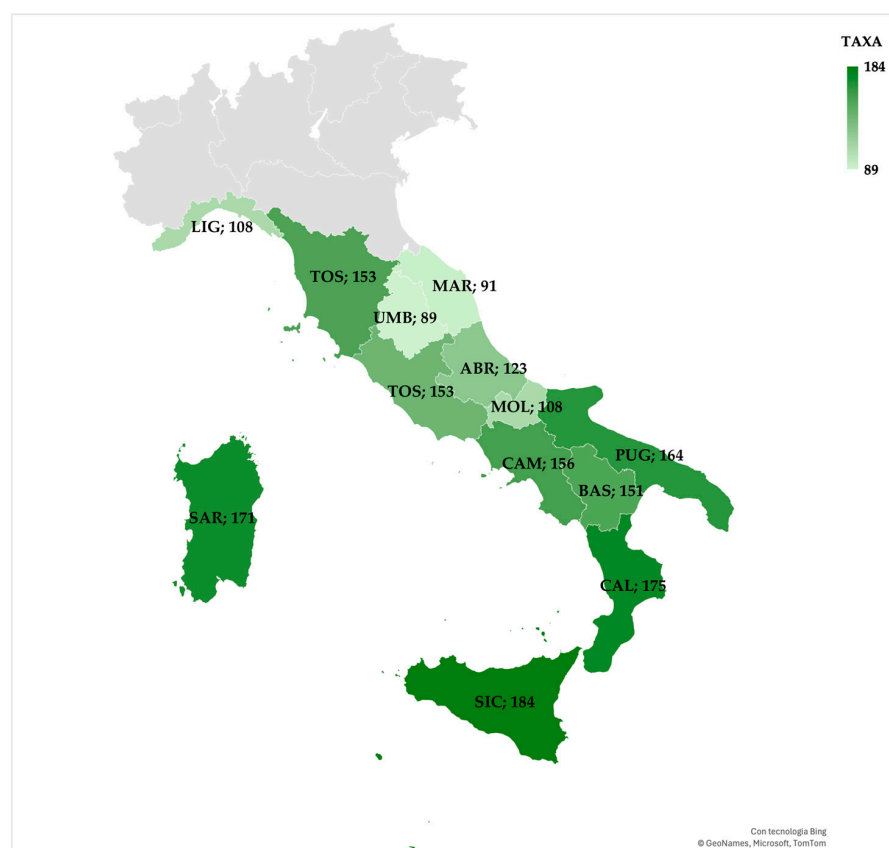 TAXA
184
89
LIG; 108
TOS; 153
MAR; 91
UMB; 89
ABR; 123
TOS; 153
MOL; 108
PUG; 164
CAM; 156
BAS; 151
SAR; 171
CAL; 175
SIC; 184
Con tecnologia Bing
© GeoNames, Microsoft, TomTom